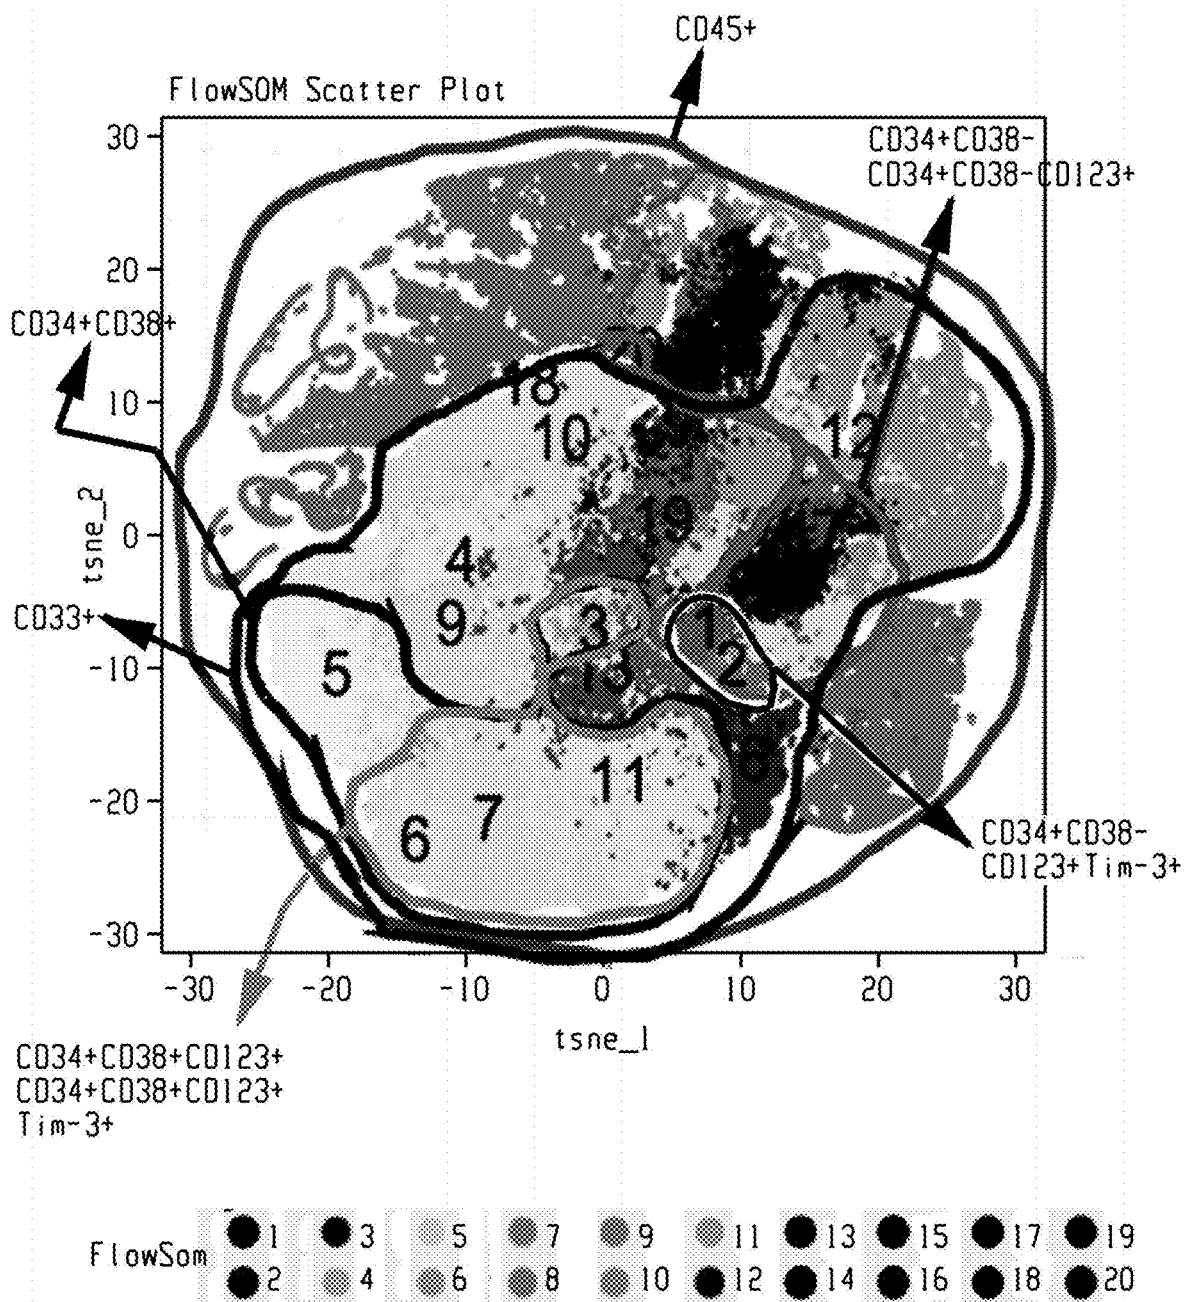 CD45+
FlowSOM Scatter Plot
CD34+CD38-
CD34+CD38-CD123+
CD34+CD38+
CD33+
30
20
10
0
-10
-20
-30
tsne_2
18
10
12
19
4
9
3
1
2
13
5
11
7
6
8
CD34+CD38-
CD123+Tim-3+
-30 -20 -10 0 10 20 30
tsne_1
CD34+CD38+CD123+
CD34+CD38+CD123+
Tim-3+
FlowSom
1 3 5 7 9 11 13 15 17 19
2 4 6 8 10 12 14 16 18 20